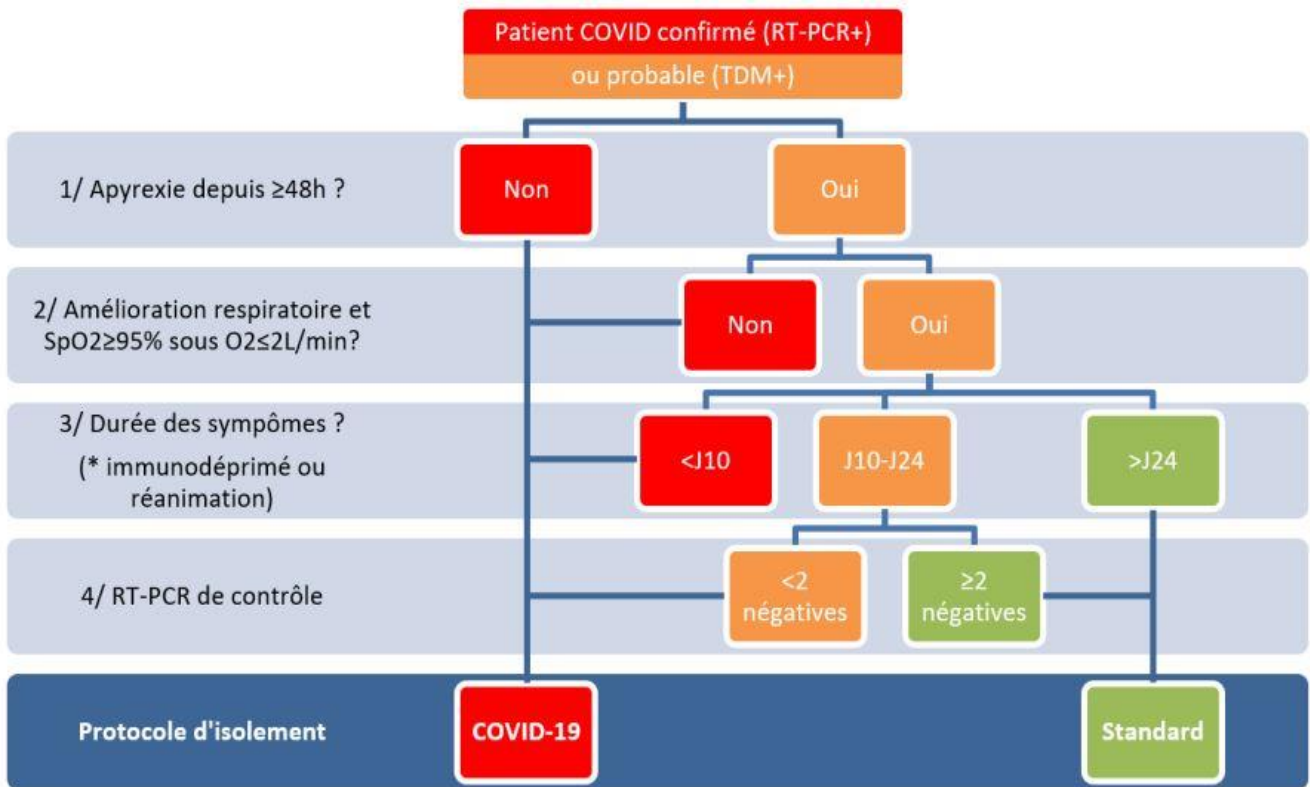 Patient COVID confirmé (RT-PCR+)
ou probable (TDM+)
1/ Apyrexie depuis ≥48h ?
Non
Oui
2/ Amélioration respiratoire et
SpO2≥95% sous O2≤2L/min?
Non
Oui
3/ Durée des sympômes ?
(* immunodéprimé ou
réanimation)
<J10
J10-J24
>J24
4/ RT-PCR de contrôle
<2
négatives
≥2
négatives
Protocole d'isolement
COVID-19
Standard